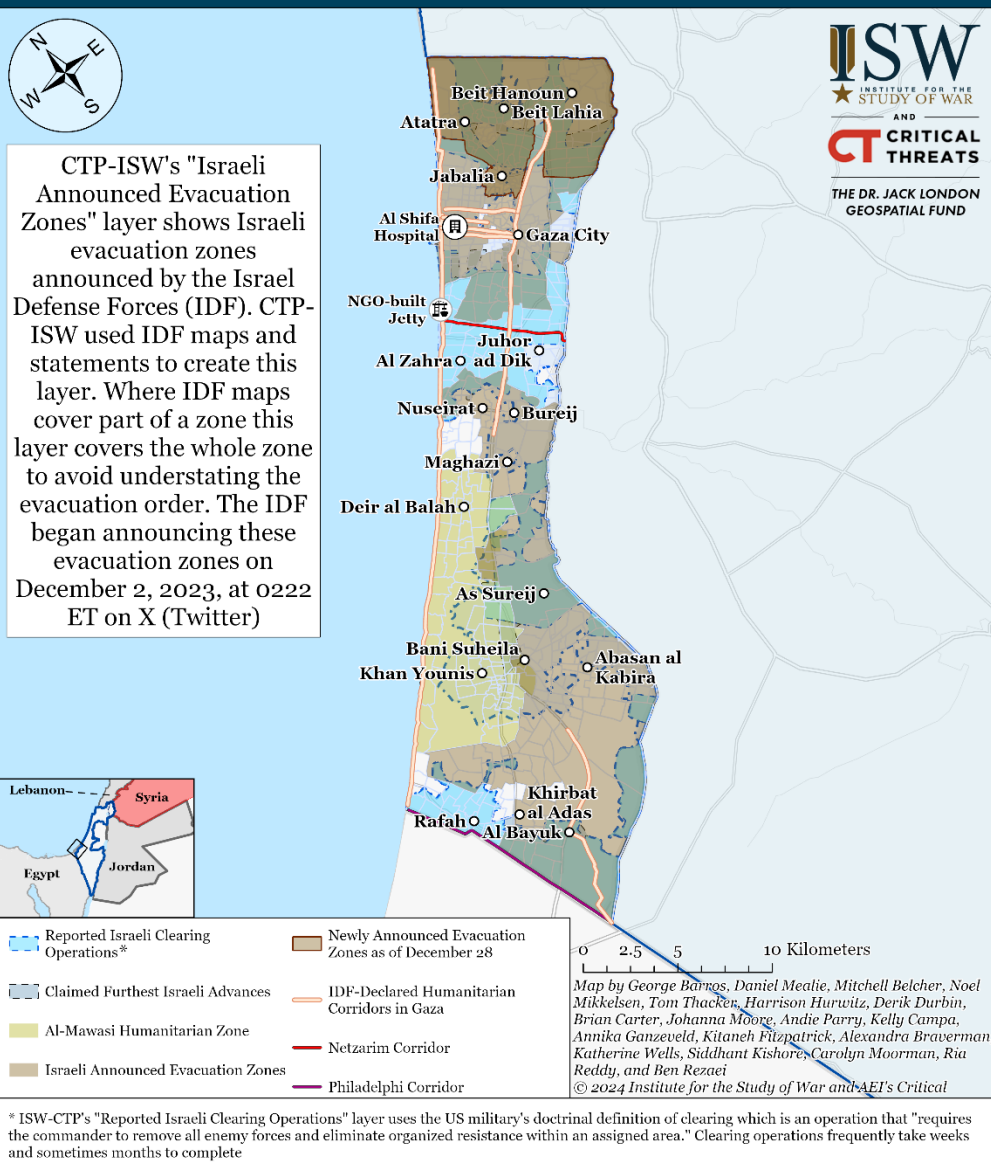 N
E
W
S
ISW
INSTITUTE FOR THE
STUDY OF WAR
AND
CT CRITICAL
THREATS
THE DR. JACK LONDON
GEOSPATIAL FUND
CTP-ISW's "Israeli
Announced Evacuation
Zones" layer shows Israeli
evacuation zones
announced by the Israel
Defense Forces (IDF). CTP-
ISW used IDF maps and
statements to create this
layer. Where IDF maps
cover part of a zone this
layer covers the whole zone
to avoid understating the
evacuation order. The IDF
began announcing these
evacuation zones on
December 2, 2023, at 0222
ET on X (Twitter)
Beit Hanoun
Beit Lahia
Atatra
Jabalia
Al Shifa
Hospital
Gaza City
NGO-built
Jetty
Juhor
ad Dik
Al Zahra
Nuseirat
Bureij
Maghazi
Deir al Balah
As Sureij
Bani Suheila
Abasan al
Kabira
Khan Younis
Khirbat
al Adas
Rafah
Al Bayuk
Lebanon
Syria
Jordan
Egypt
Reported Israeli Clearing
Operations*
Claimed Furthest Israeli Advances
Al-Mawasi Humanitarian Zone
Israeli Announced Evacuation Zones
Newly Announced Evacuation
Zones as of December 28
IDF-Declared Humanitarian
Corridors in Gaza
Netzarim Corridor
Philadelphi Corridor
0 2.5 5 10 Kilometers
Map by George Barros, Daniel Mealie, Mitchell Belcher, Noel
Mikkelsen, Tom Thacker, Harrison Hurwitz, Derik Durbin,
Brian Carter, Johanna Moore, Andie Parry, Kelly Campa,
Annika Ganzeveld, Kitaneh Fitzpatrick, Alexandra Braverman
Katherine Wells, Siddhant Kishore, Carolyn Moorman, Ria
Reddy, and Ben Rezaei
© 2024 Institute for the Study of War and AEI's Critical
* ISW-CTP's "Reported Israeli Clearing Operations" layer uses the US military's doctrinal definition of clearing which is an operation that "requires
the commander to remove all enemy forces and eliminate organized resistance within an assigned area." Clearing operations frequently take weeks
and sometimes months to complete